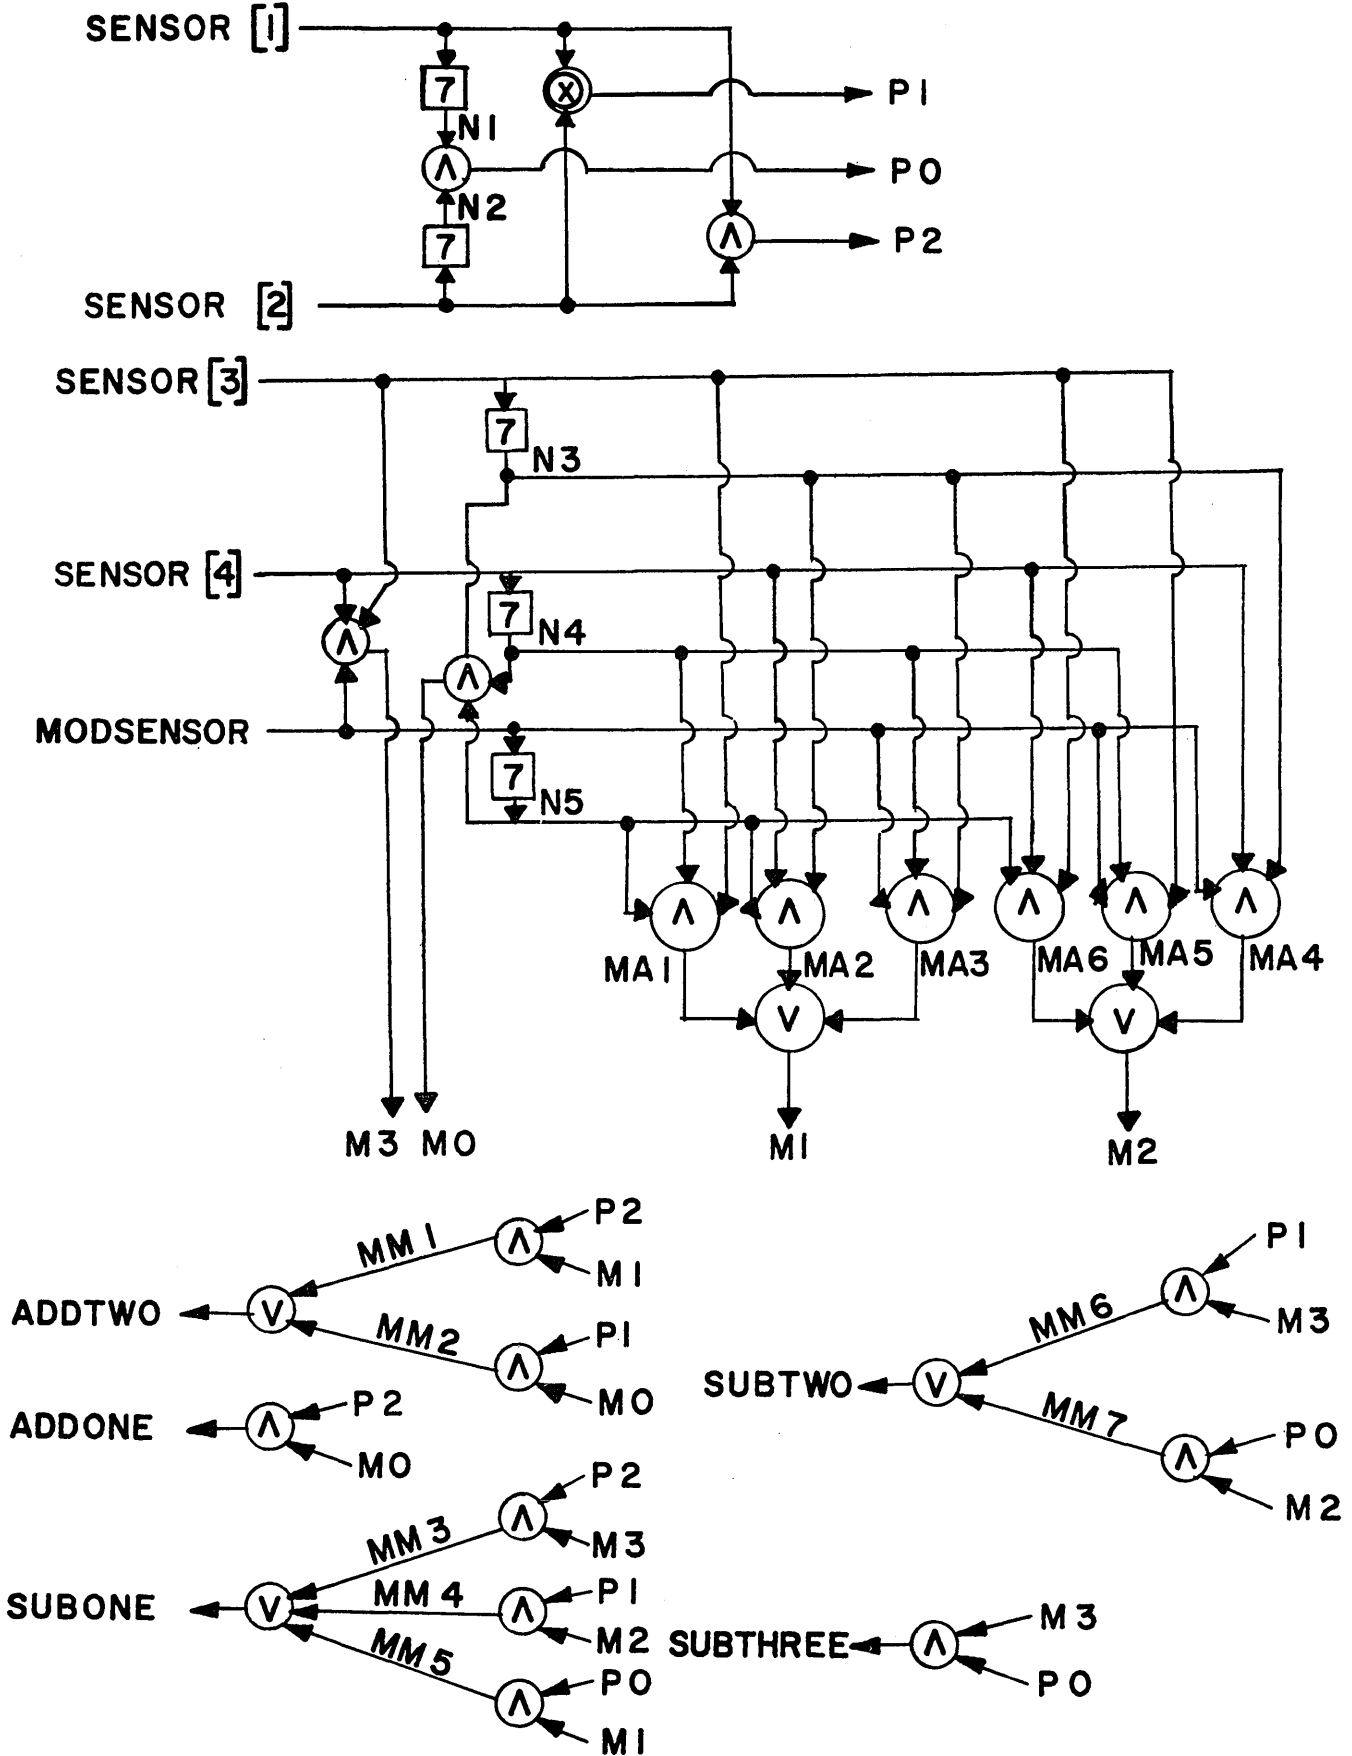 SENSOR [1]
7
X
P1
N1
Λ
P0
N2
7
Λ
P2
SENSOR [2]
SENSOR [3]
7
N3
SENSOR [4]
7
N4
Λ
Λ
MODSENSOR
7
N5
Λ Λ Λ Λ Λ Λ
MA1 MA2 MA3 MA6 MA5 MA4
V V
M3 M0 M1 M2
P2
MM1
Λ
M1
ADDTWO
V
MM2
P1
Λ
M0
ADDONE
Λ
P2
M0
P2
MM3
Λ
M3
SUBONE
V
MM4
P1
Λ
M2
MM5
P0
Λ
M1
P1
MM6
Λ
M3
SUBTWO
V
MM7
P0
Λ
M2
SUBTHREE
Λ
M3
P0